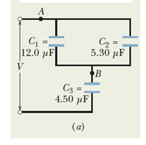 A
C₁ =
12.0 μF
C₂ =
5.30 μF
V
B
C₃ =
4.50 μF
(a)